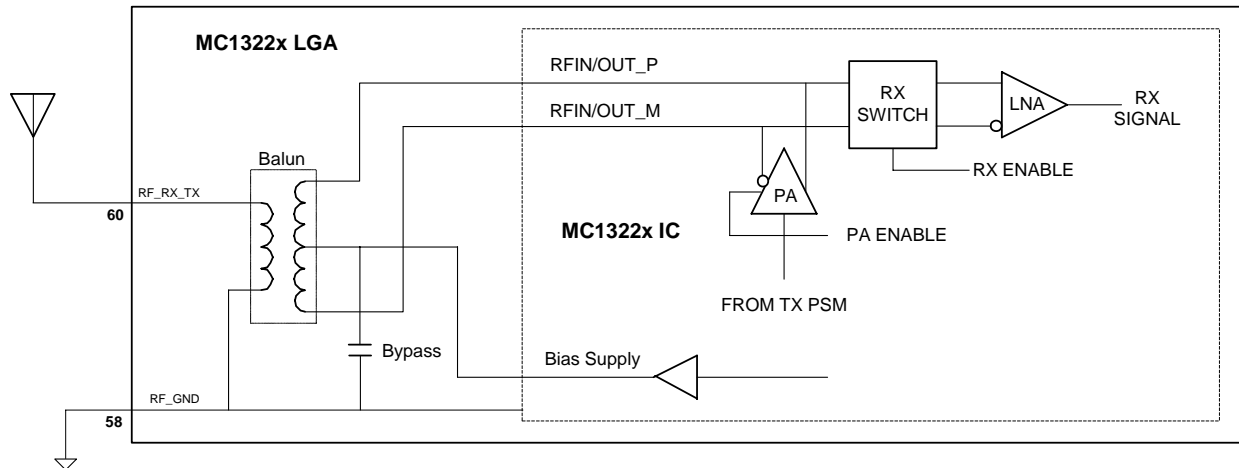 MC1322x LGA
RFIN/OUT_P
RFIN/OUT_M
RX
SWITCH
LNA
RX
SIGNAL
RX ENABLE
Balun
RF_RX_TX
60
PA
MC1322x IC
PA ENABLE
FROM TX PSM
Bypass
Bias Supply
RF_GND
58